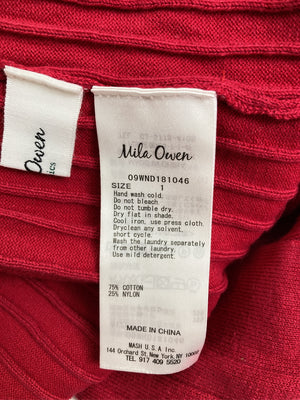 Mila Owen
09WND181046
SIZE 1
Hand wash cold.
Do not bleach.
Do not tumble dry.
Dry flat in shade.
Cool iron, use press cloth.
Dryclean any solvent,
short cycle.
Wash the laundry separately
from other laundry.
Use mild detergent.
75% COTTON
25% NYLON
MADE IN CHINA
MASH U.S.A Inc.
144 Orchard St. New York, NY 10002
TEL 917 409 5520
Owen
ics